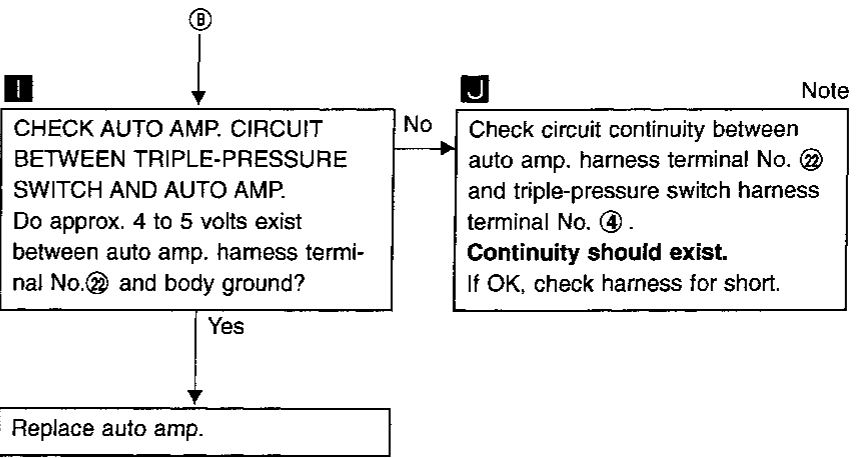 Ⓑ
I
CHECK AUTO AMP. CIRCUIT
BETWEEN TRIPLE-PRESSURE
SWITCH AND AUTO AMP.
Do approx. 4 to 5 volts exist
between auto amp. harness termi-
nal No.㉒ and body ground?
No
J
Note
Check circuit continuity between
auto amp. harness terminal No. ㉒
and triple-pressure switch harness
terminal No. ④ .
Continuity should exist.
If OK, check harness for short.
Yes
Replace auto amp.